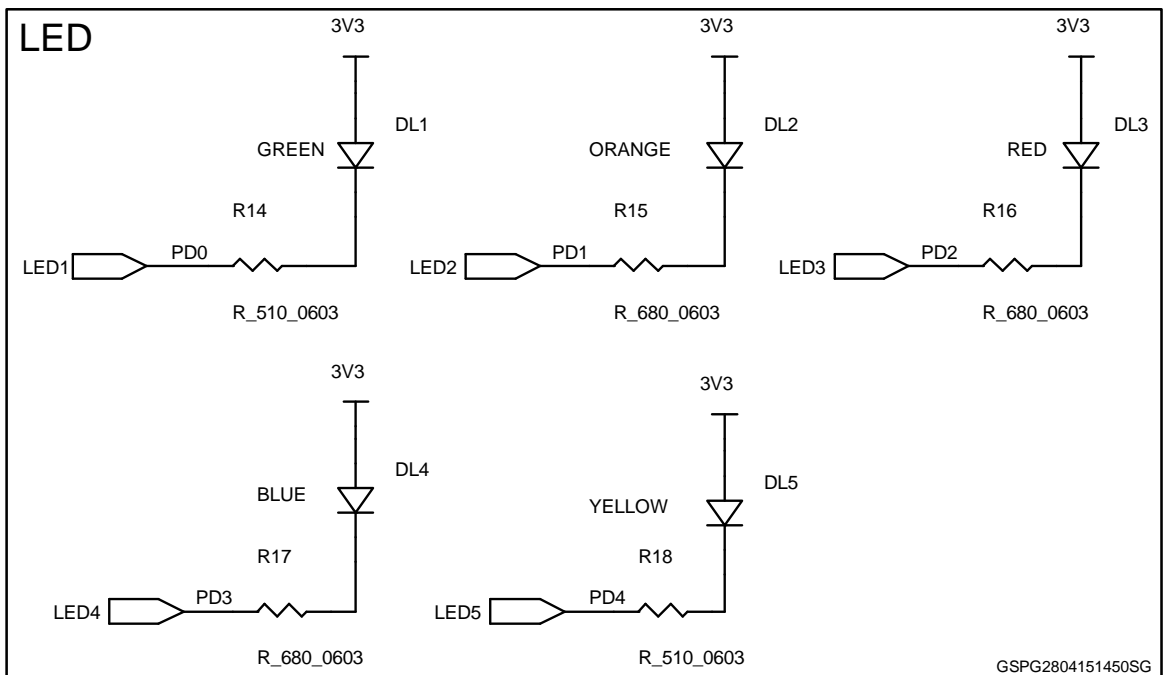 LED
3V3
DL1
GREEN
R14
LED1
PD0
R_510_0603
3V3
DL2
ORANGE
R15
LED2
PD1
R_680_0603
3V3
DL3
RED
R16
LED3
PD2
R_680_0603
3V3
DL4
BLUE
R17
LED4
PD3
R_680_0603
3V3
DL5
YELLOW
R18
LED5
PD4
R_510_0603
GSPG2804151450SG